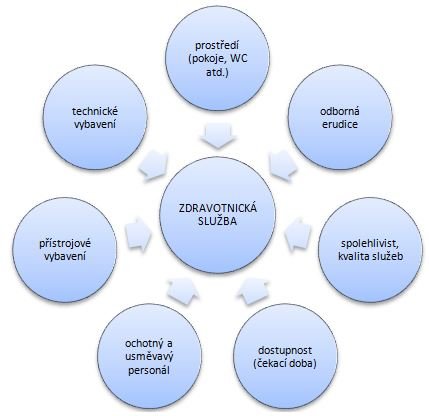 prostředí
(pokoje, WC
atd.)
odborná
erudice
spolehlivist,
kvalita služeb
dostupnost
(čekací doba)
ochotný a
usměvavý
personál
přístrojové
vybavení
technické
vybavení
ZDRAVOTNICKÁ
SLUŽBA